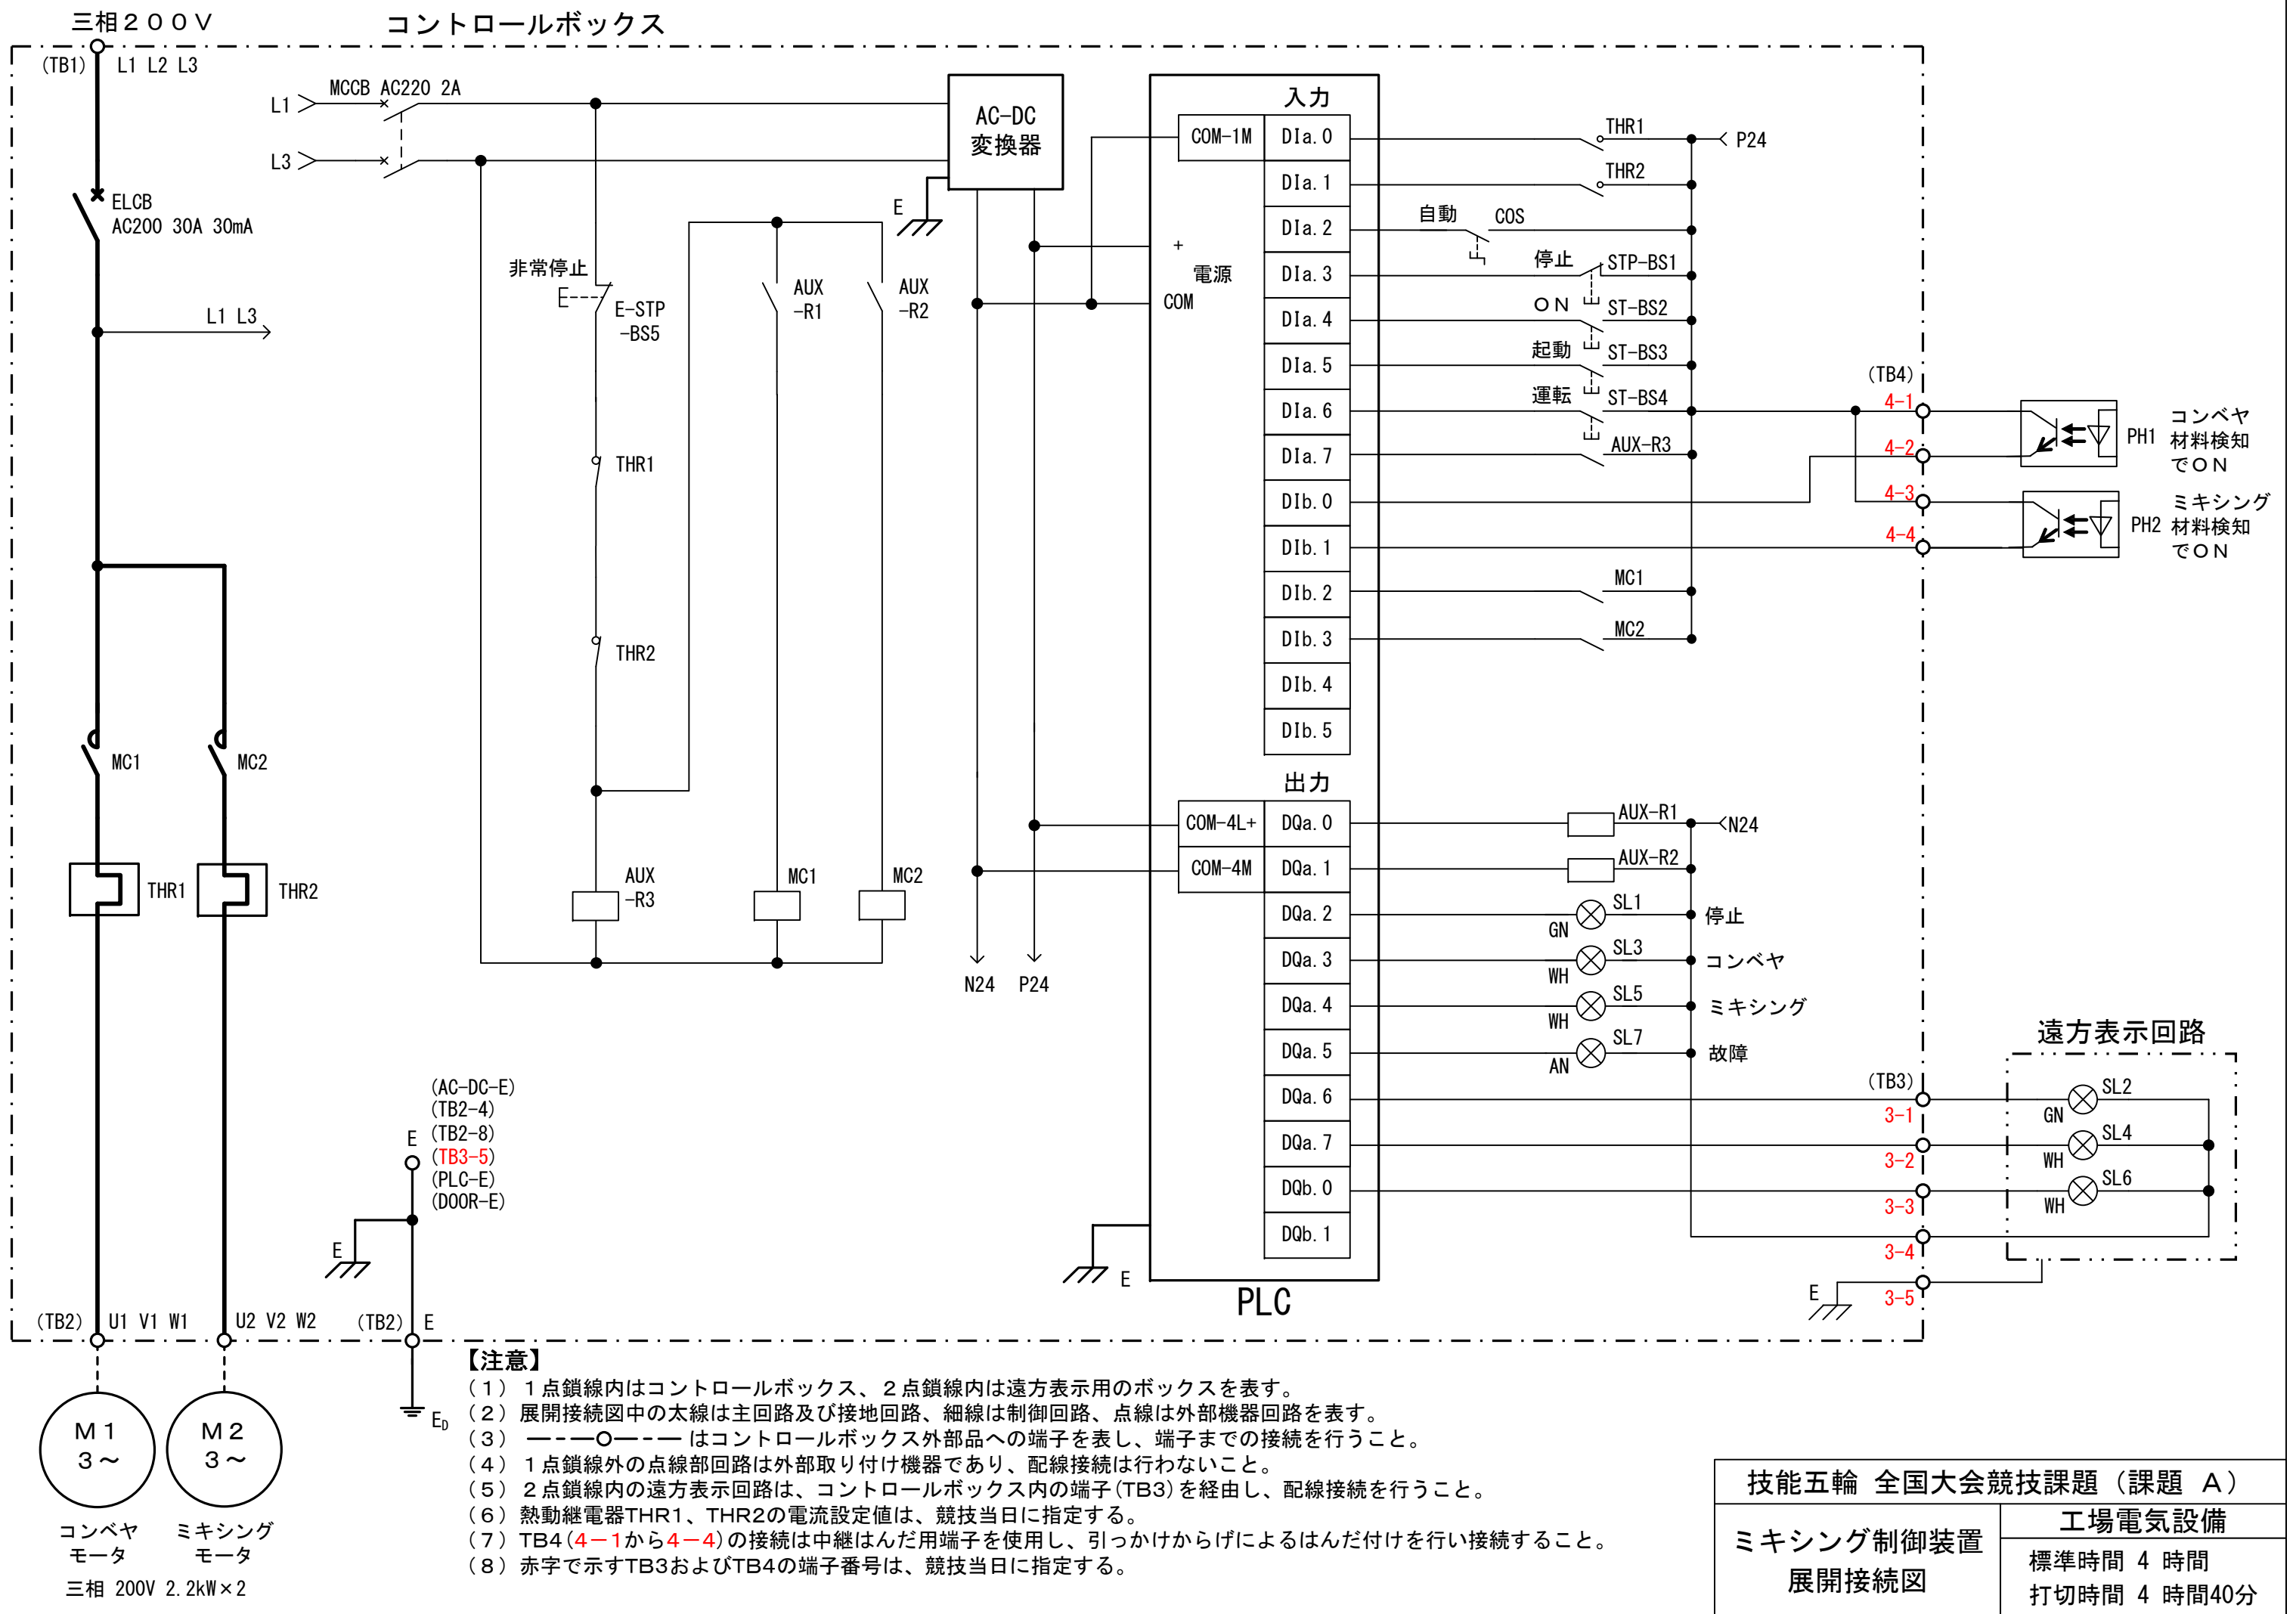 三相２００Ｖ
コントロールボックス
(TB1)
L1 L2 L3
MCCB AC220 2A
L1
L3
ELCB
AC200 30A 30mA
L1 L3
非常停止
E-STP
-BS5
THR1
THR2
AUX
-R1
AUX
-R2
AUX
-R3
MC1
MC2
MC1
MC2
THR1
THR2
AC-DC
変換器
E
N24
P24
+
電源
COM
入力
COM-1M
DIa.0
DIa.1
DIa.2
DIa.3
DIa.4
DIa.5
DIa.6
DIa.7
DIb.0
DIb.1
DIb.2
DIb.3
DIb.4
DIb.5
出力
COM-4L+
DQa.0
COM-4M
DQa.1
DQa.2
DQa.3
DQa.4
DQa.5
DQa.6
DQa.7
DQb.0
DQb.1
PLC
E
THR1
P24
THR2
自動
COS
停止
STP-BS1
ＯＮ
ST-BS2
起動
ST-BS3
運転
ST-BS4
AUX-R3
MC1
MC2
(TB4)
4-1
4-2
4-3
4-4
PH1
コンベヤ
材料検知
でＯＮ
PH2
ミキシング
材料検知
でＯＮ
AUX-R1
N24
AUX-R2
SL1
GN
停止
SL3
WH
コンベヤ
SL5
WH
ミキシング
SL7
AN
故障
遠方表示回路
(TB3)
3-1
3-2
3-3
3-4
3-5
SL2
GN
SL4
WH
SL6
WH
E
(AC-DC-E)
(TB2-4)
(TB2-8)
(TB3-5)
(PLC-E)
(DOOR-E)
E
E
(TB2)
U1 V1 W1
U2 V2 W2
(TB2)
E
ED
Ｍ１
３～
Ｍ２
３～
コンベヤ
モータ
ミキシング
モータ
三相 200V 2.2kW×2
【注意】
（１）１点鎖線内はコントロールボックス、２点鎖線内は遠方表示用のボックスを表す。
（２）展開接続図中の太線は主回路及び接地回路、細線は制御回路、点線は外部機器回路を表す。
（３）はコントロールボックス外部品への端子を表し、端子までの接続を行うこと。
（４）１点鎖線外の点線部回路は外部取り付け機器であり、配線接続は行わないこと。
（５）２点鎖線内の遠方表示回路は、コントロールボックス内の端子(TB3)を経由し、配線接続を行うこと。
（６）熱動継電器THR1、THR2の電流設定値は、競技当日に指定する。
（７）TB4(４－１から４－４)の接続は中継はんだ用端子を使用し、引っかけからげによるはんだ付けを行い接続すること。
（８）赤字で示すTB3およびTB4の端子番号は、競技当日に指定する。
技能五輪 全国大会競技課題（課題 Ａ）
ミキシング制御装置
展開接続図
工場電気設備
標準時間 4 時間
打切時間 4 時間40分